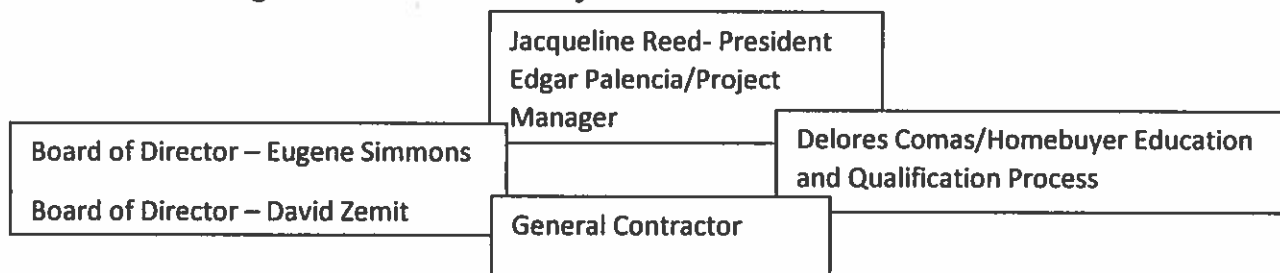 Jacqueline Reed- President
Edgar Palencia/Project
Manager
Board of Director – Eugene Simmons
Board of Director – David Zemit
Delores Comas/Homebuyer Education
and Qualification Process
General Contractor